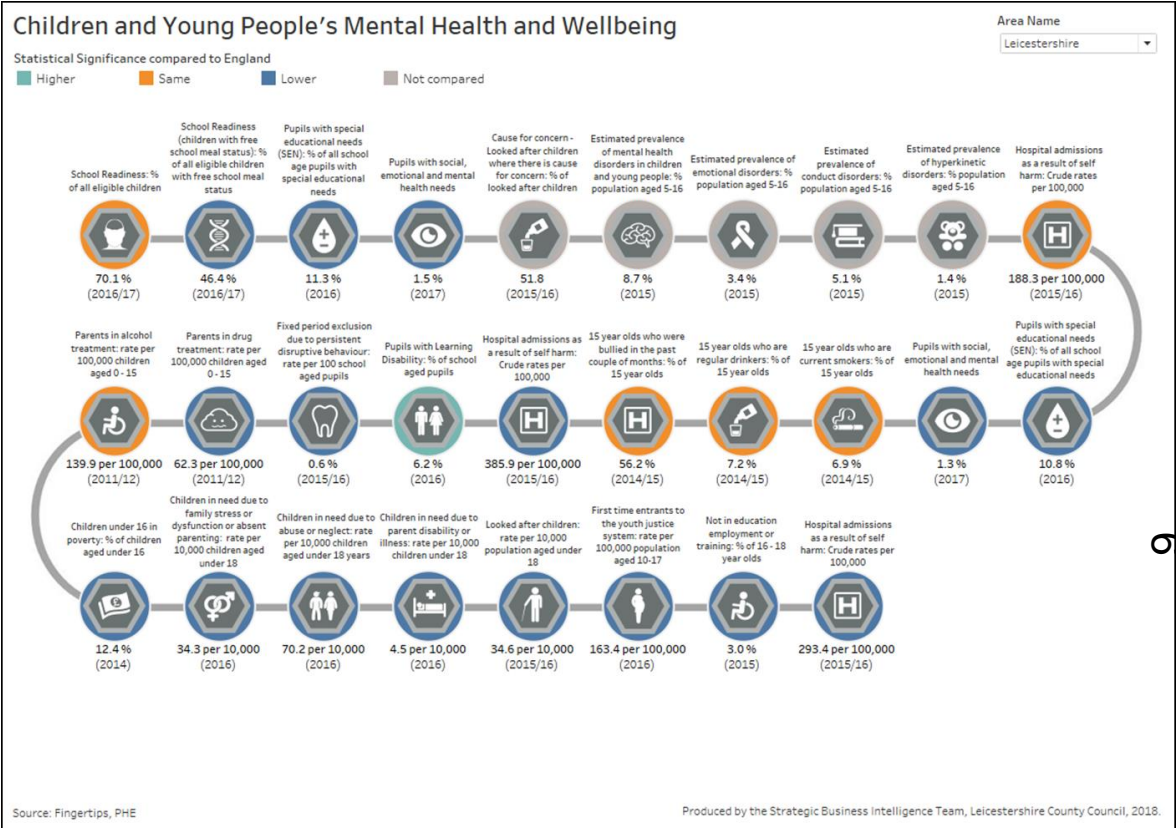 Children and Young People's Mental Health and Wellbeing
Area Name
Leicestershire
Statistical Significance compared to England
Higher
Same
Lower
Not compared
School Readiness: %
of all eligible children
70.1 %
(2016/17)
School Readiness
(children with free
school meal status): %
of all eligible children
with free school meal
status
46.4 %
(2016/17)
Pupils with special
educational needs
(SEN): % of all school
age pupils with
special educational
needs
11.3 %
(2016)
Pupils with social,
emotional and mental
health needs
1.5 %
(2017)
Cause for concern -
Looked after children
where there is cause
for concern: % of
looked after children
51.8
(2015/16)
Estimated prevalence
of mental health
disorders in children
and young people: %
population aged 5-16
8.7 %
(2015)
Estimated prevalence of
emotional disorders: %
population aged 5-16
3.4 %
(2015)
Estimated
prevalence of
conduct disorders: %
population aged 5-16
5.1 %
(2015)
Estimated prevalence
of hyperkinetic
disorders: % population
aged 5-16
1.4 %
(2015)
Hospital admissions
as a result of self
harm: Crude rates
per 100,000
H
188.3 per 100,000
(2015/16)
Parents in alcohol
treatment: rate per
100,000 children
aged 0 - 15
139.9 per 100,000
(2011/12)
Parents in drug
treatment: rate per
100,000 children aged
0 - 15
62.3 per 100,000
(2011/12)
Fixed period exclusion
due to persistent
disruptive behaviour:
rate per 100 school
aged pupils
0.6 %
(2015/16)
Pupils with Learning
Disability: % of school
aged pupils
6.2 %
(2016)
Hospital admissions as
a result of self harm:
Crude rates per
100,000
H
385.9 per 100,000
(2015/16)
15 year olds who were
bullied in the past
couple of months: % of
15 year olds
H
56.2 %
(2014/15)
15 year olds who are
regular drinkers: % of
15 year olds
7.2 %
(2014/15)
15 year olds who are
current smokers: % of
15 year olds
6.9 %
(2014/15)
Pupils with social,
emotional and mental
health needs
1.3 %
(2017)
Pupils with special
educational needs
(SEN): % of all school
age pupils with special
educational needs
10.8 %
(2016)
Children under 16 in
poverty: % of children
aged under 16
£
12.4 %
(2014)
Children in need due to
family stress or
dysfunction or absent
parenting: rate per
10,000 children aged
under 18
34.3 per 10,000
(2016)
Children in need due to
abuse or neglect: rate
per 10,000 children
aged under 18 years
70.2 per 10,000
(2016)
Children in need due to
parent disability or
illness: rate per 10,000
children under 18
4.5 per 10,000
(2016)
Looked after children:
rate per 10,000
population aged under
18
34.6 per 10,000
(2015/16)
First time entrants to
the youth justice
system: rate per
100,000 population
aged 10-17
163.4 per 100,000
(2016)
Not in education
employment or
training: % of 16 - 18
year olds
3.0 %
(2015)
Hospital admissions
as a result of self
harm: Crude rates per
100,000
H
293.4 per 100,000
(2015/16)
9
Source: Fingertips, PHE
Produced by the Strategic Business Intelligence Team, Leicestershire County Council, 2018.